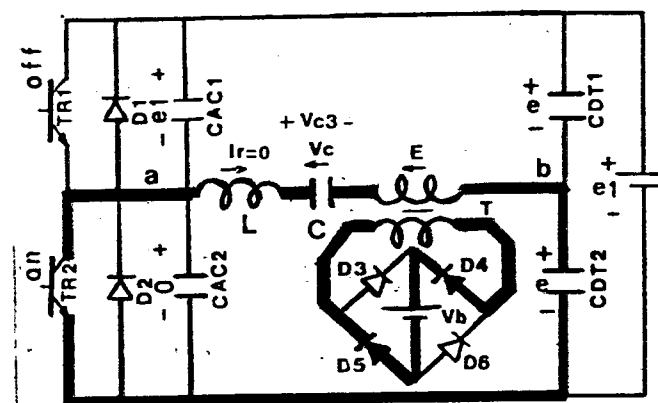 off
TR1
D1
+
e1
-
CAC1
+ Vc3 -
Ir=0
Vc
E
+
e
-
CDT1
a
b
+
e1
-
L
C
T
an
TR2
D2
+
0
-
CAC2
D3
D4
Vb
D5
D6
+
e
-
CDT2